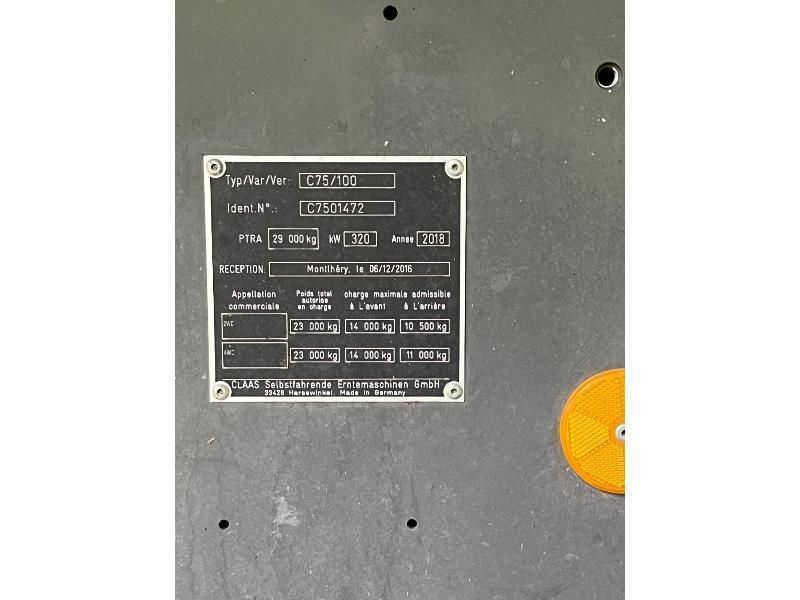 Typ/Var/Ver: C75/100
Ident.N°.: C7501472
PTRA 29 000 kg kW 320 Annee 2018
RECEPTION: Montlhéry, le 06/12/2016
Appellation commerciale Poids total autorise en charge charge maximale admissible à L'avant à L'arrière
2WD 23 000 kg 14 000 kg 10 500 kg
4WD 23 000 kg 14 000 kg 11 000 kg
CLAAS Selbstfahrende Erntemaschinen GmbH
33428 Harsewinkel, Made in Germany